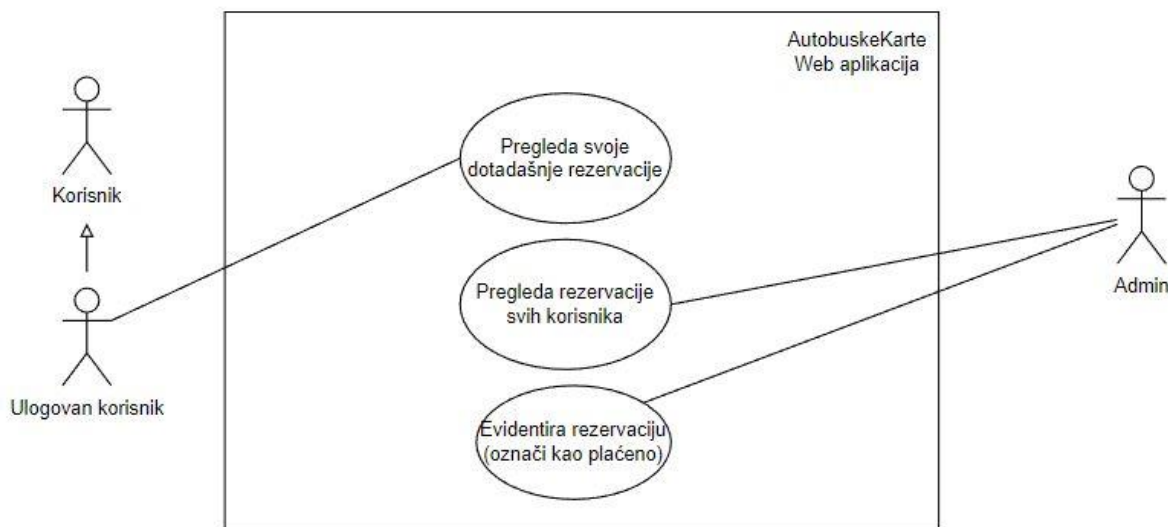 AutobuskeKarte
Web aplikacija
Korisnik
Ulogovan korisnik
Pregleda svoje
dotadašnje rezervacije
Pregleda rezervacije
svih korisnika
Evidentira rezervaciju
(označi kao plaćeno)
Admin